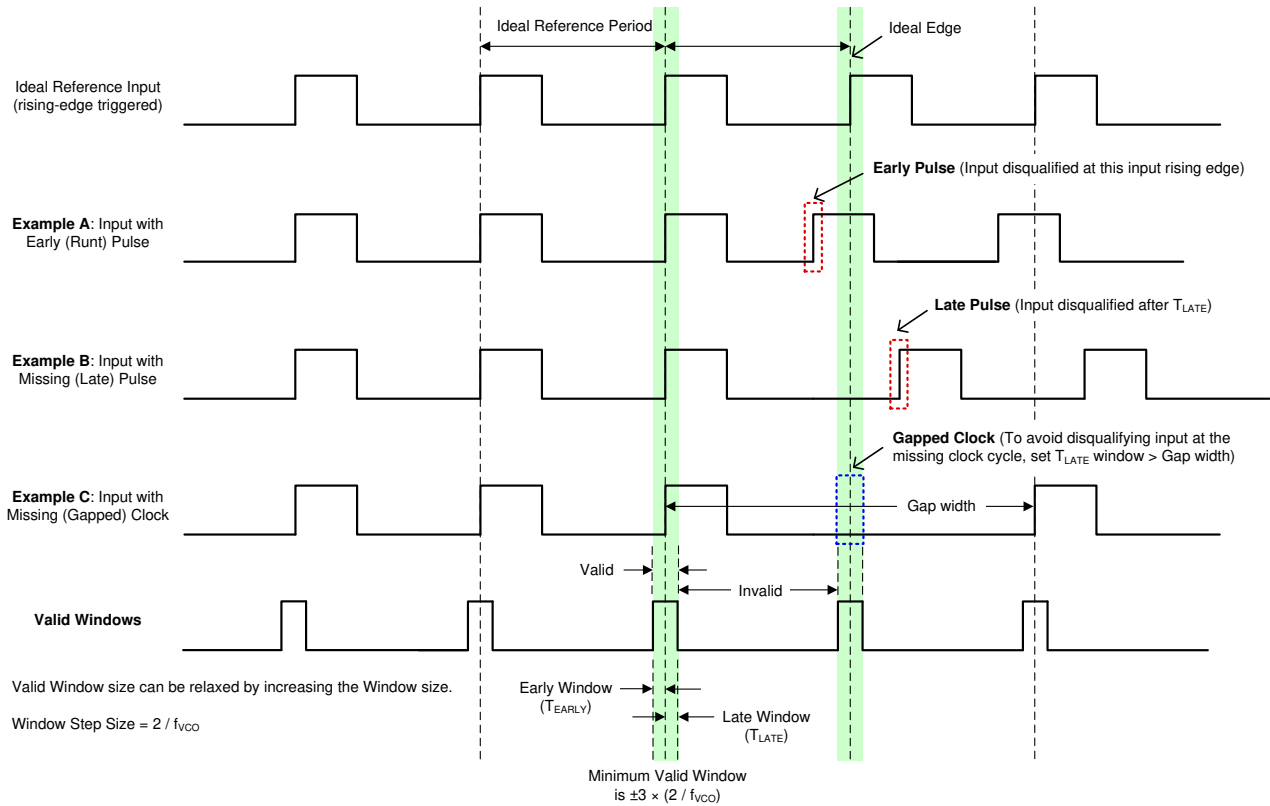 Ideal Reference Period
Ideal Edge
Ideal Reference Input
(rising-edge triggered)
Early Pulse (Input disqualified at this input rising edge)
Example A: Input with
Early (Runt) Pulse
Late Pulse (Input disqualified after TLATE)
Example B: Input with
Missing (Late) Pulse
Gapped Clock (To avoid disqualifying input at the
missing clock cycle, set TLATE window > Gap width)
Example C: Input with
Missing (Gapped) Clock
Gap width
Valid
Invalid
Valid Windows
Valid Window size can be relaxed by increasing the Window size.
Window Step Size = 2 / fVCO
Early Window
(TEARLY)
Late Window
(TLATE)
Minimum Valid Window
is ±3 × (2 / fVCO)